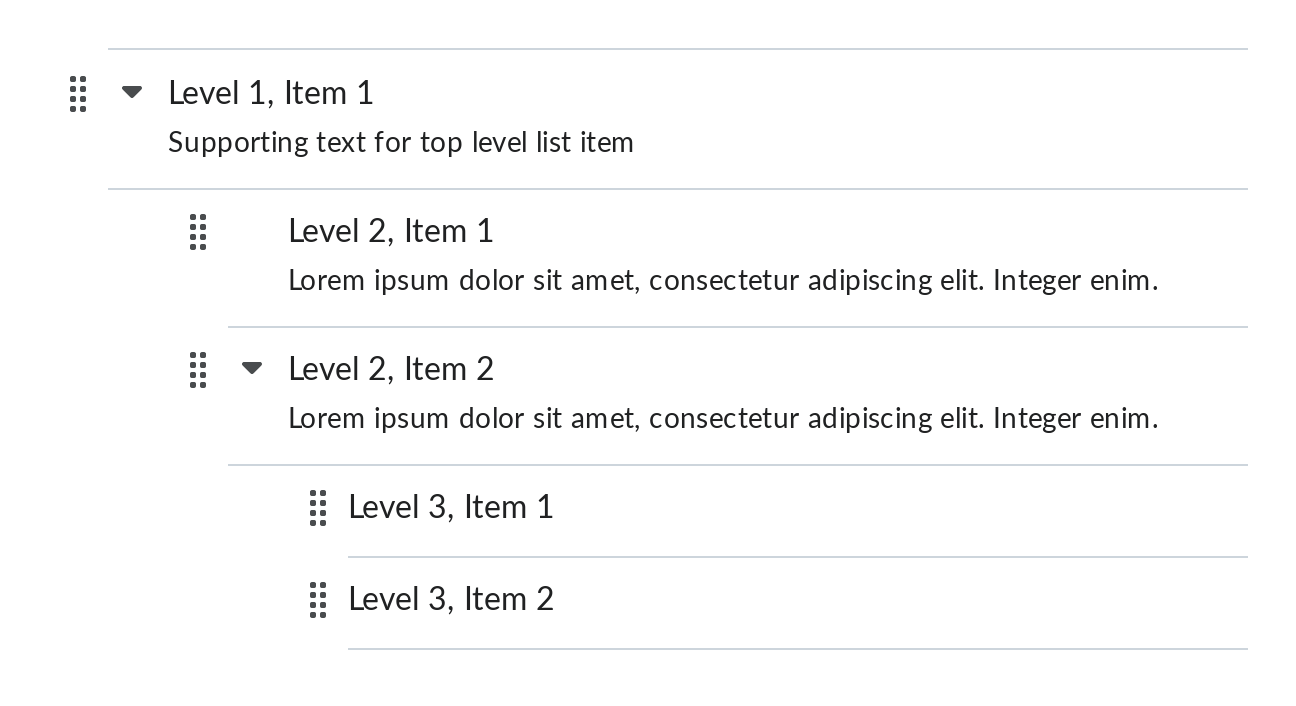 Level 1, Item 1
Supporting text for top level list item
Level 2, Item 1
Lorem ipsum dolor sit amet, consectetur adipiscing elit. Integer enim.
Level 2, Item 2
Lorem ipsum dolor sit amet, consectetur adipiscing elit. Integer enim.
Level 3, Item 1
Level 3, Item 2